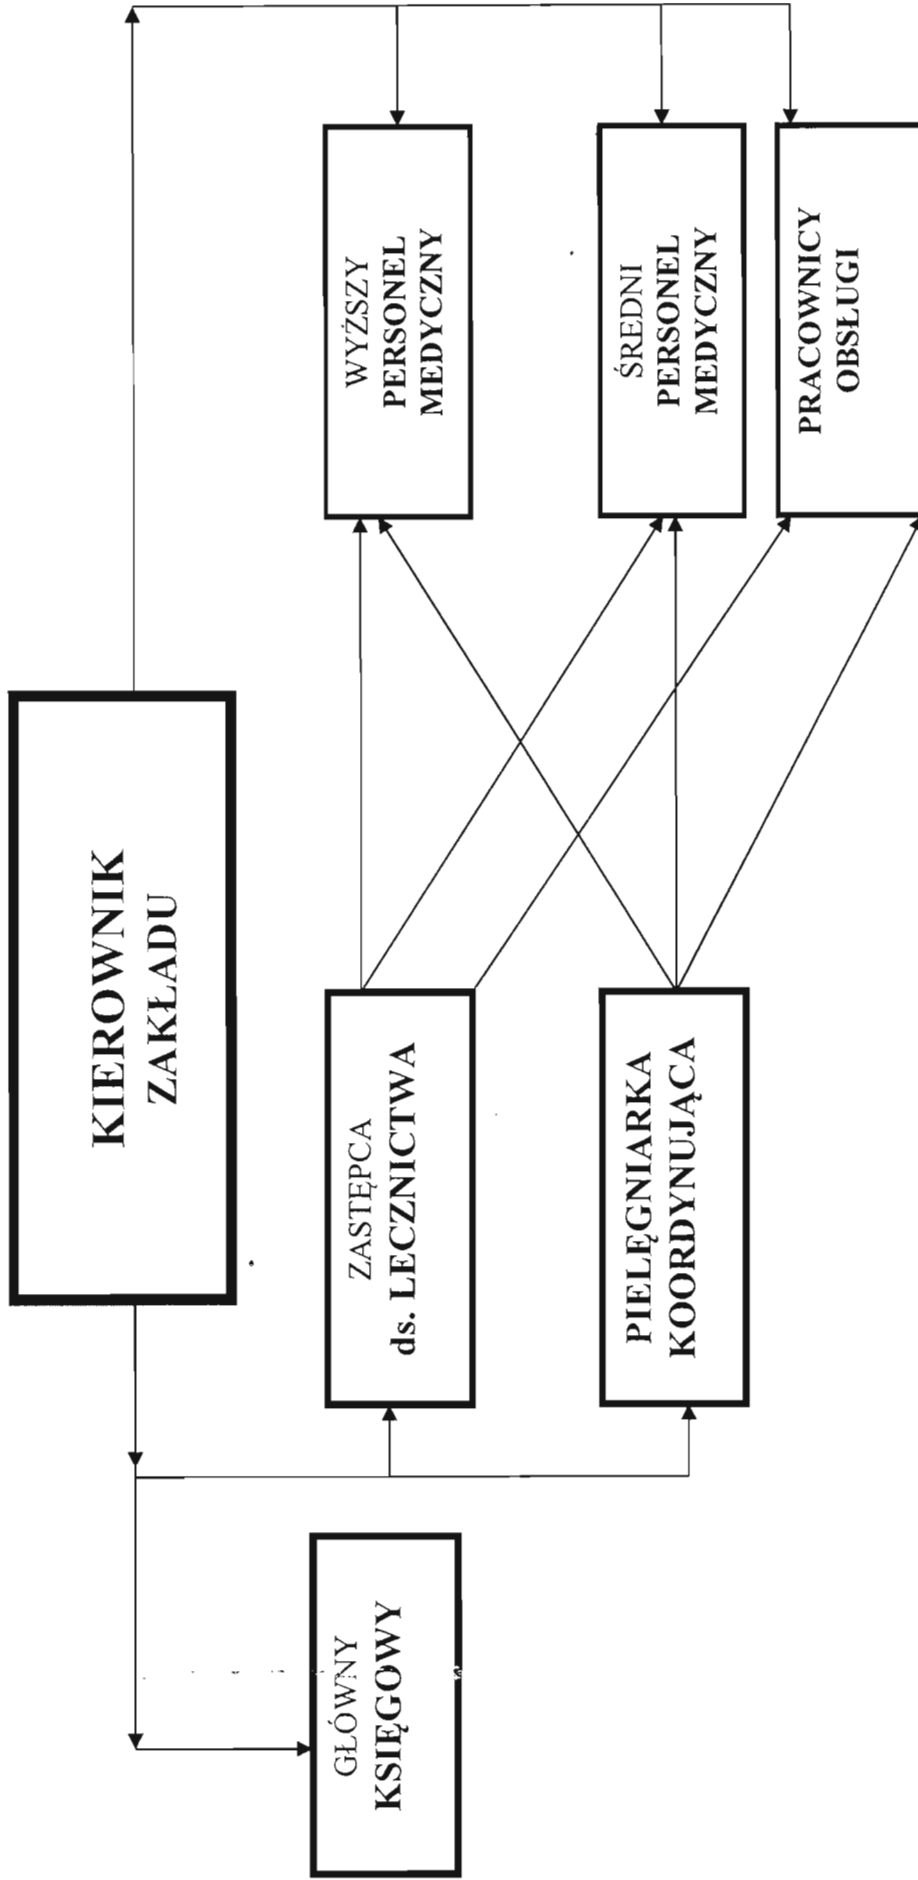 KIEROWNIK
ZAKŁADU
GŁÓWNY
KSIĘGOWY
ZASTĘPCA
ds. LECZNICTWA
WYŻSZY
PERSONEL
MEDYCZNY
PIELĘGNIARKA
KOORDYNUJĄCA
ŚREDNI
PERSONEL
MEDYCZNY
PRACOWNICY
OBSŁUGI